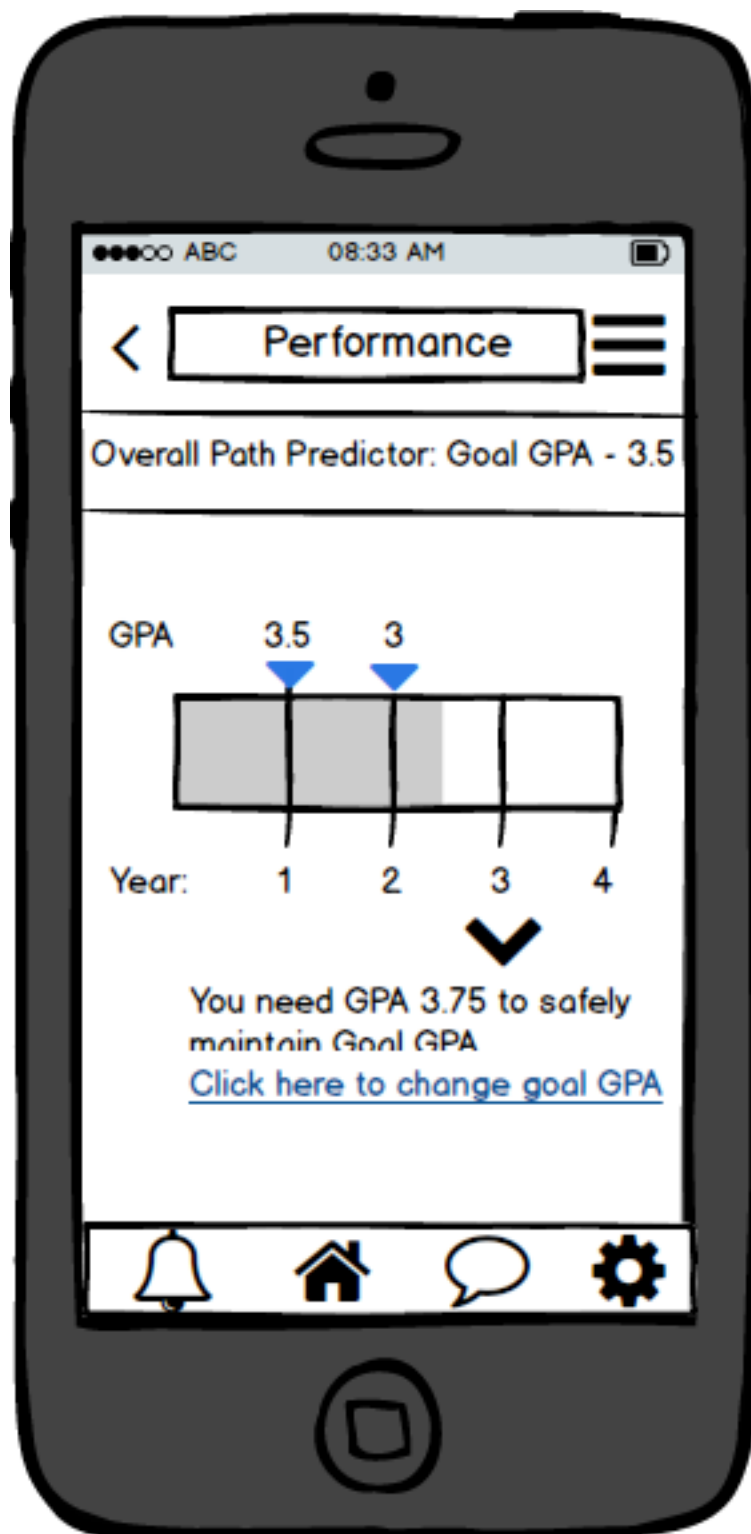 ABC 08:33 AM
Performance
Overall Path Predictor: Goal GPA - 3.5
GPA 3.5 3
Year: 1 2 3 4
You need GPA 3.75 to safely
maintain Goal GPA
Click here to change goal GPA